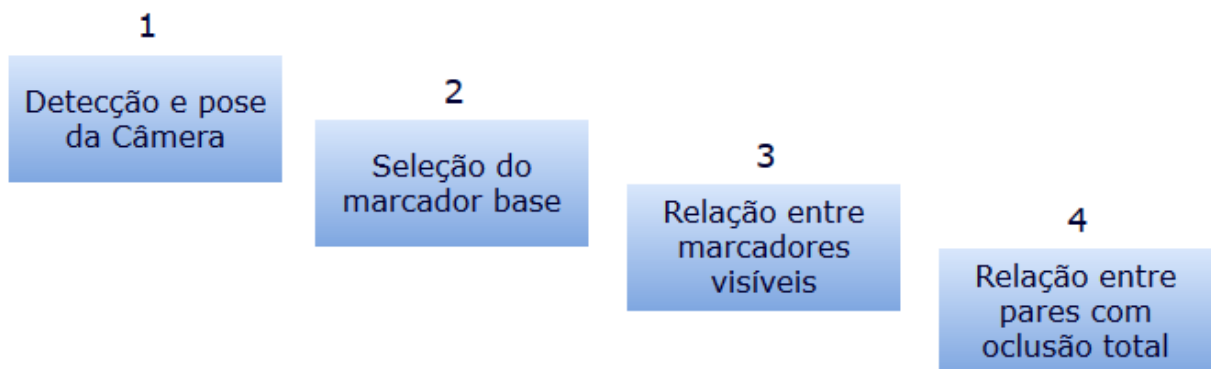 1
Detecção e pose
da Câmera
2
Seleção do
marcador base
3
Relação entre
marcadores
visíveis
4
Relação entre
pares com
oclusão total